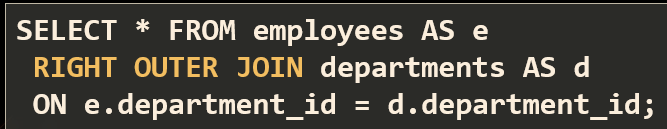 SELECT * FROM employees AS e
RIGHT OUTER JOIN departments AS d
ON e.department_id = d.department_id;